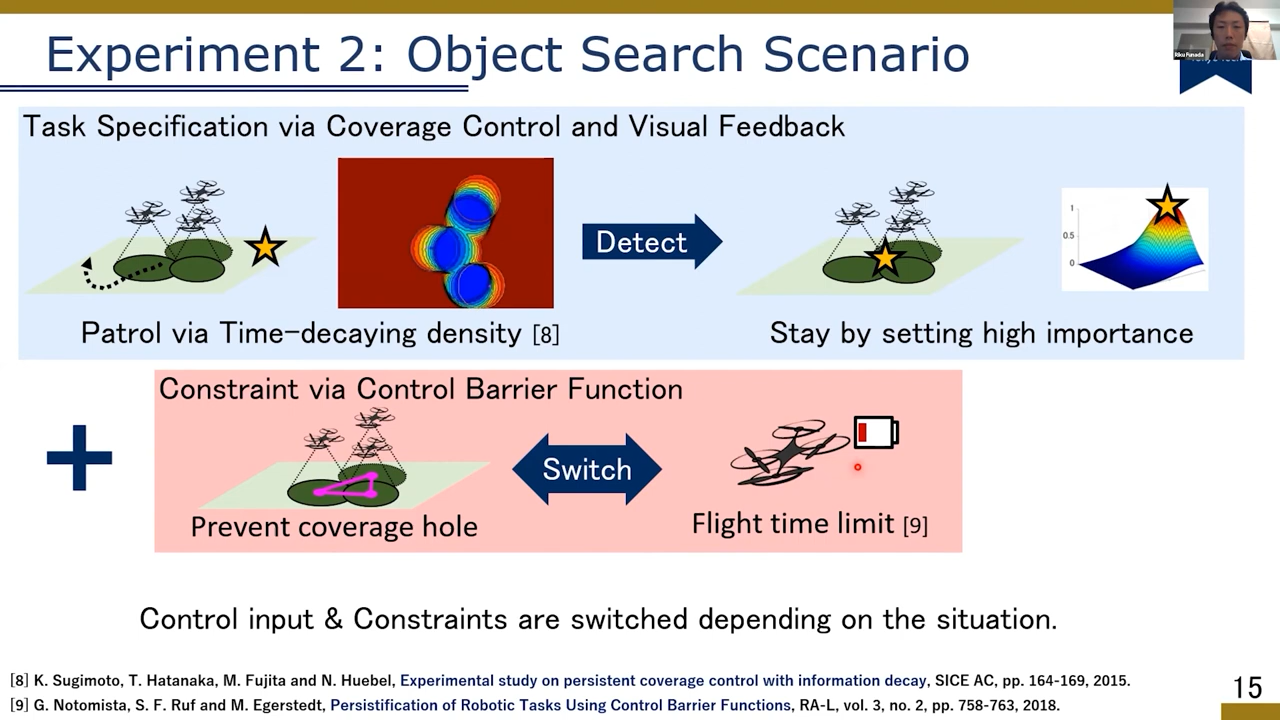 Experiment 2: Object Search Scenario
Riku Funada
Task Specification via Coverage Control and Visual Feedback
Detect
1
0.5
0
Patrol via Time-decaying density [8]
Stay by setting high importance
Constraint via Control Barrier Function
+
Switch
Prevent coverage hole
Flight time limit [9]
Control input & Constraints are switched depending on the situation.
[8] K. Sugimoto, T. Hatanaka, M. Fujita and N. Huebel, Experimental study on persistent coverage control with information decay, SICE AC, pp. 164-169, 2015.
[9] G. Notomista, S. F. Ruf and M. Egerstedt, Persistification of Robotic Tasks Using Control Barrier Functions, RA-L, vol. 3, no. 2, pp. 758-763, 2018.
15